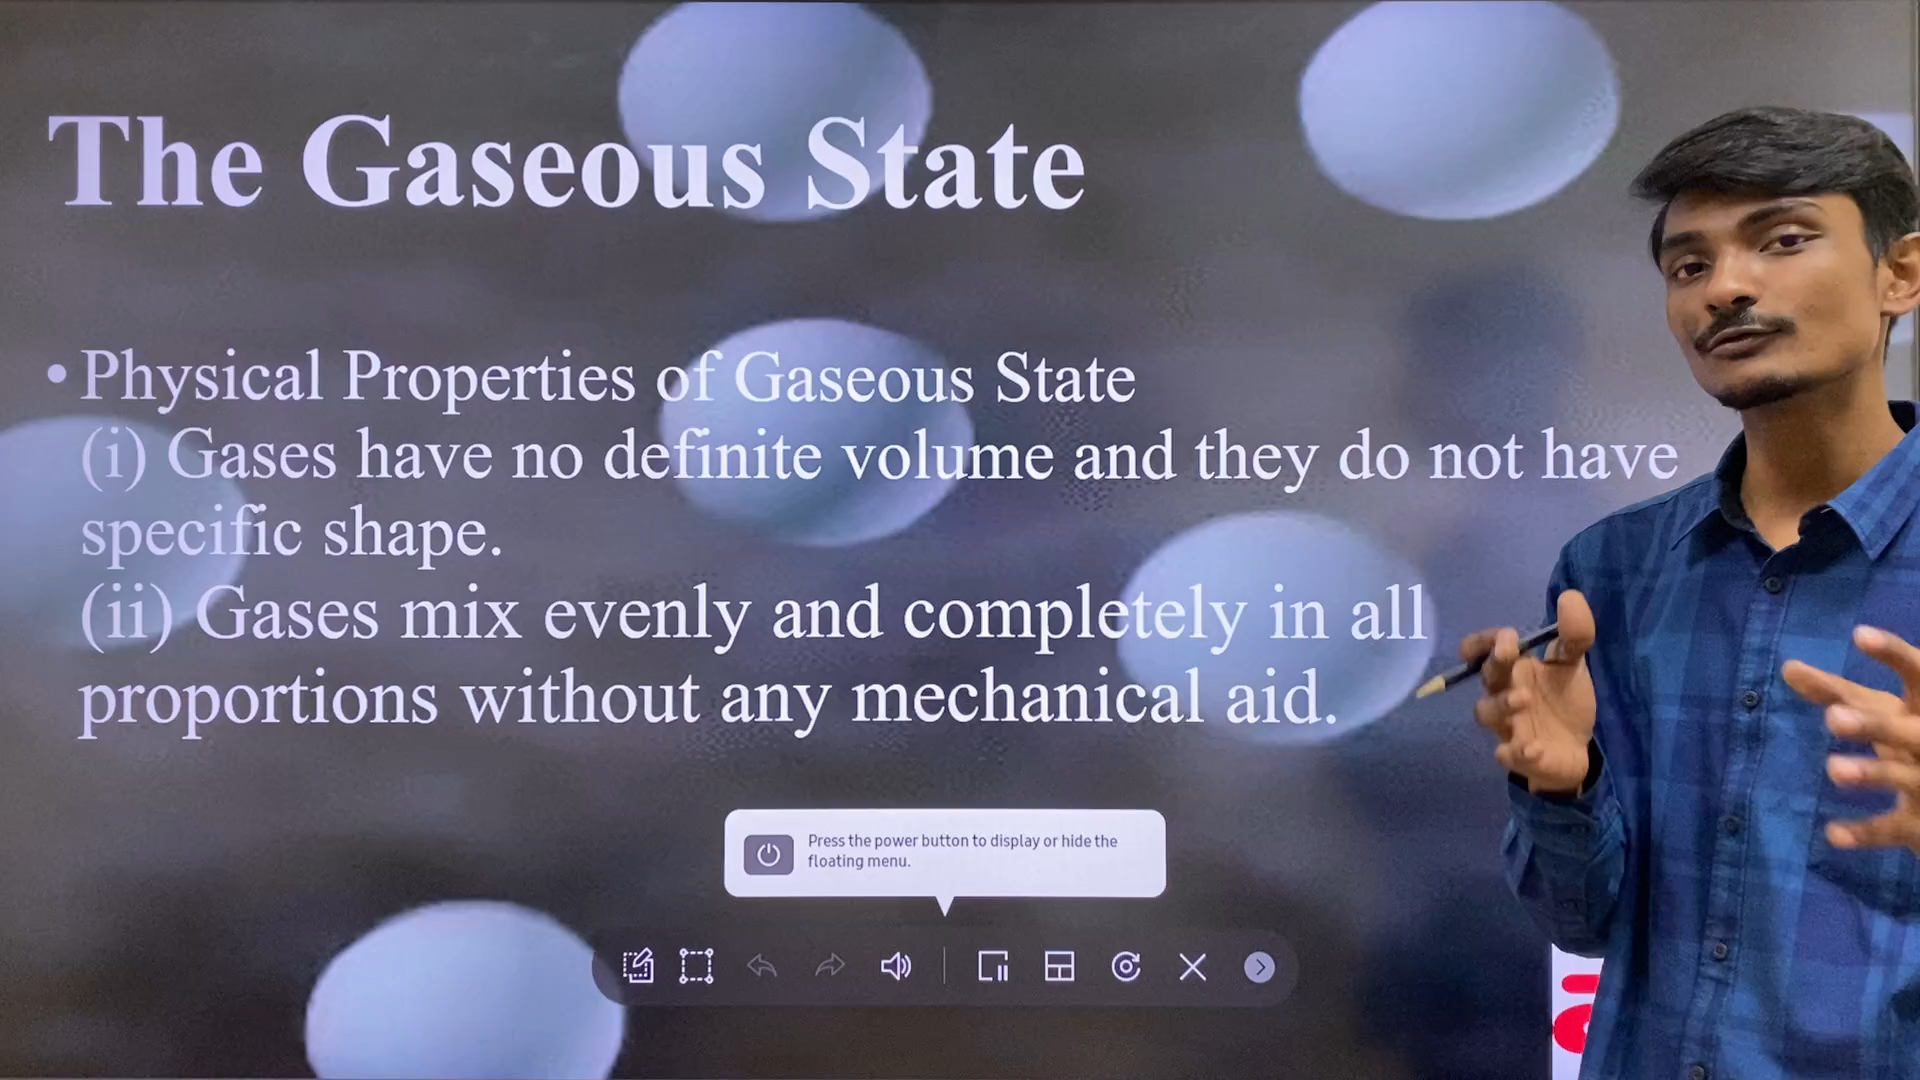 The Gaseous State
• Physical Properties of Gaseous State
(i) Gases have no definite volume and they do not have
specific shape.
(ii) Gases mix evenly and completely in all
proportions without any mechanical aid.
Press the power button to display or hide the
floating menu.